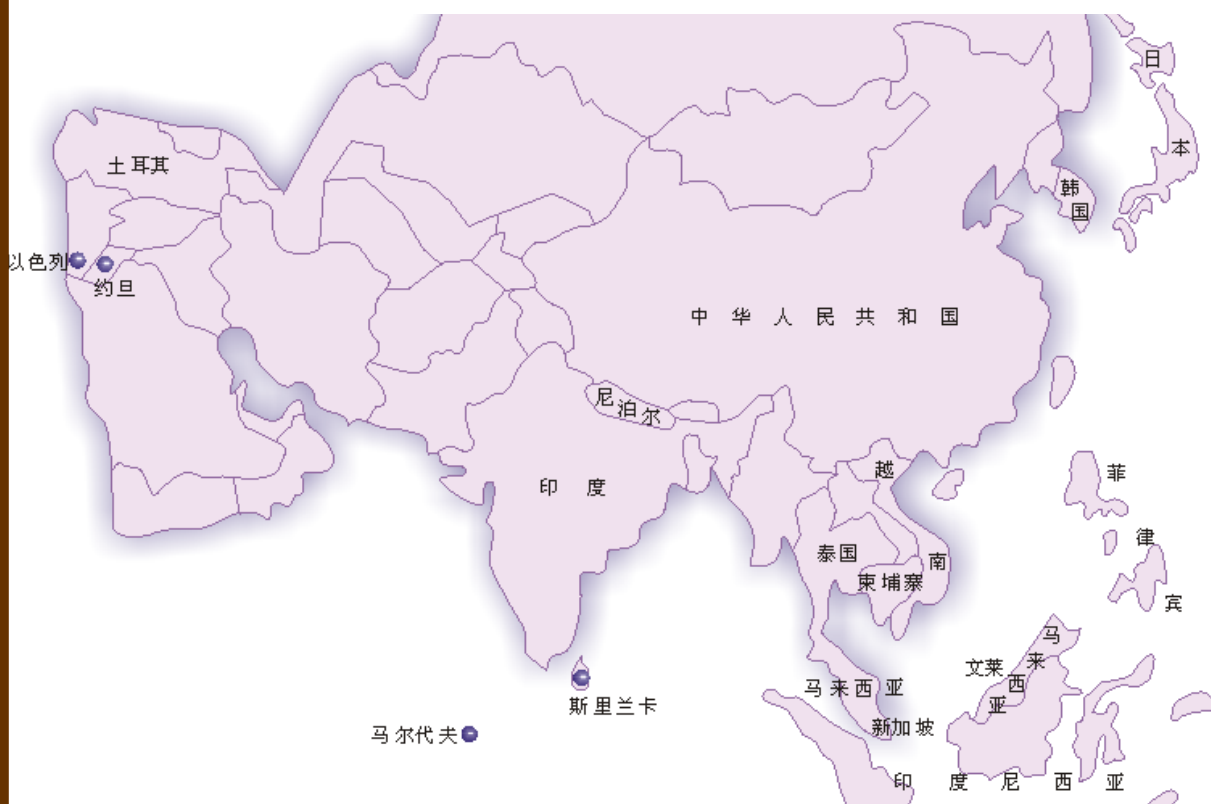 日本
土耳其
韩国
以色列
约旦
中华人民共和国
尼泊尔
印度
越南
菲律宾
泰国
柬埔寨
马来西亚
文莱
马来西亚
斯里兰卡
新加坡
马尔代夫
印度尼西亚